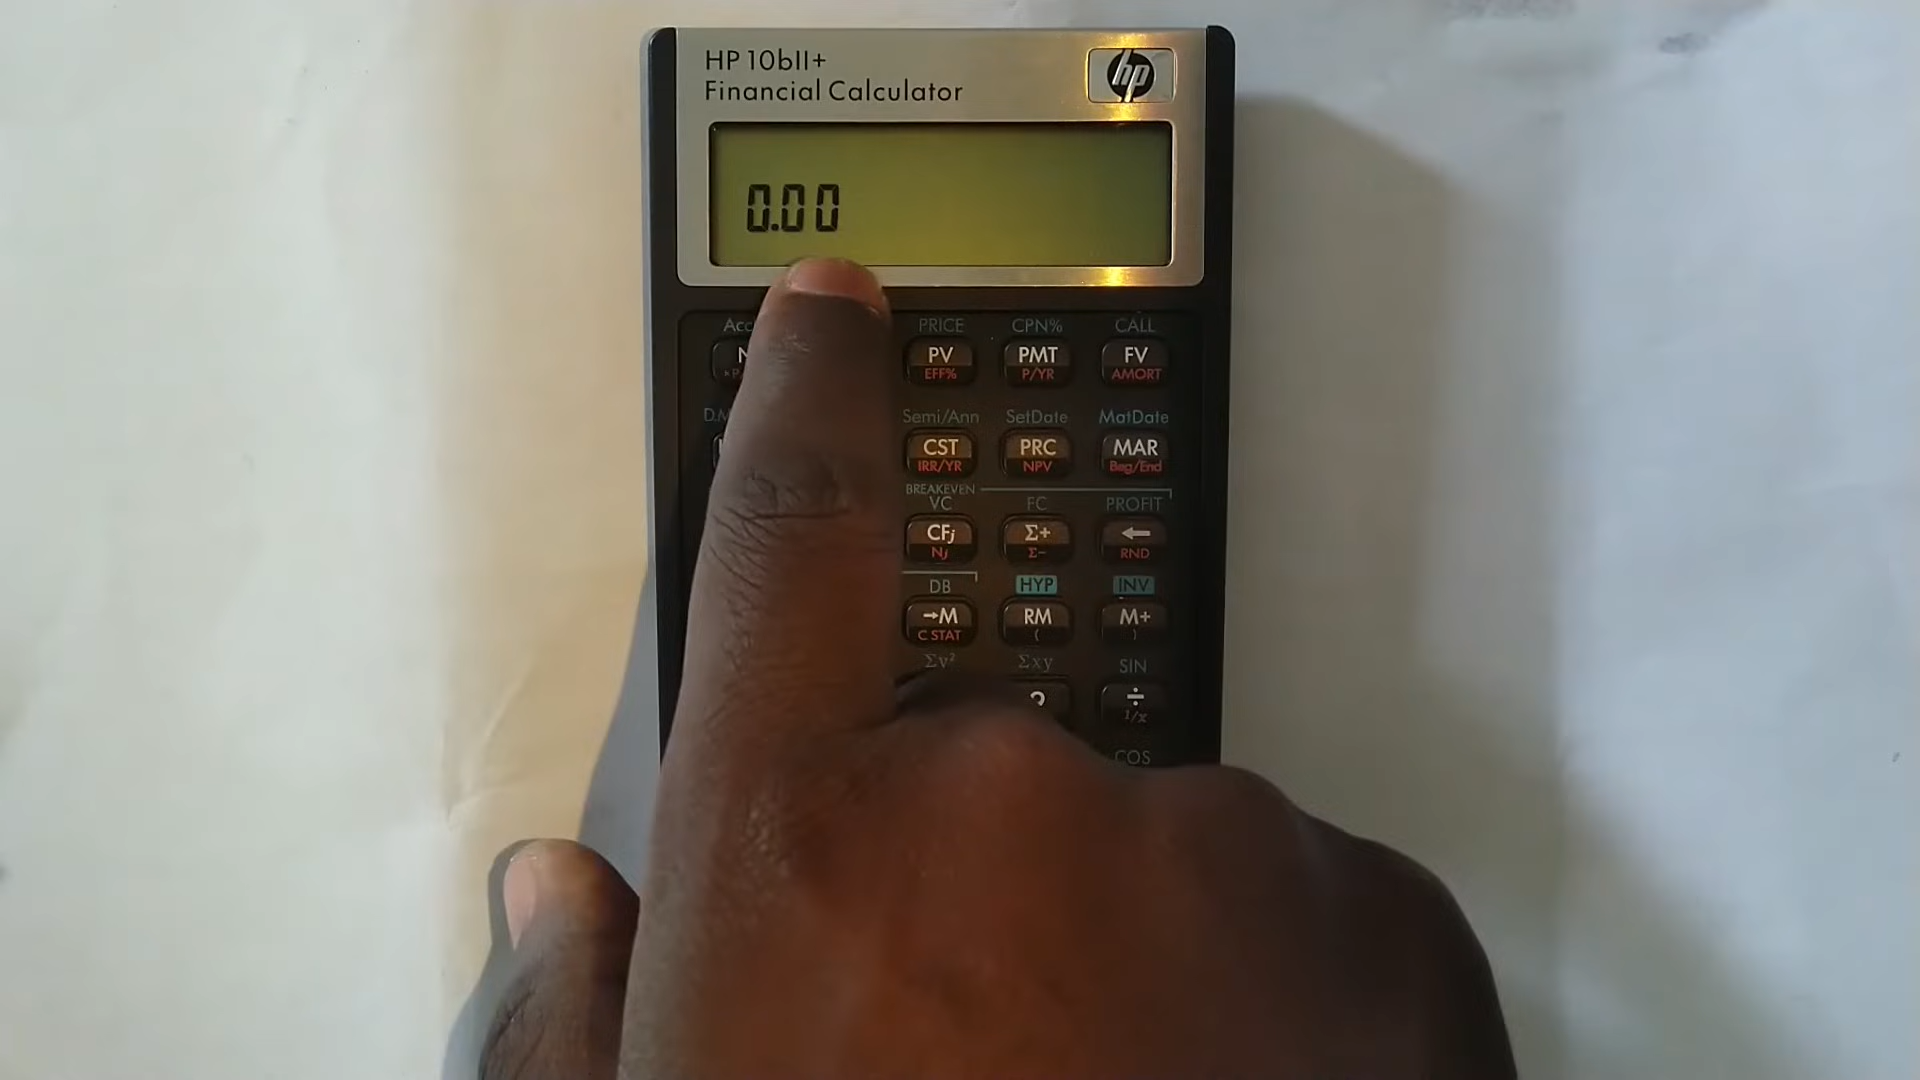 HP 10bII+
Financial Calculator
hp
0.00
PRICE CPN% CALL
PV PMT FV
EFF% P/YR AMORT
Semi/Ann SetDate MatDate
CST PRC MAR
IRR/YR NPV Beg/End
BREAKEVEN
VC FC PROFIT
CFj Σ+ ←
Nj Σ− RND
DB HYP INV
→M RM M+
C STAT ( )
Σxy SIN
÷
1/x
COS